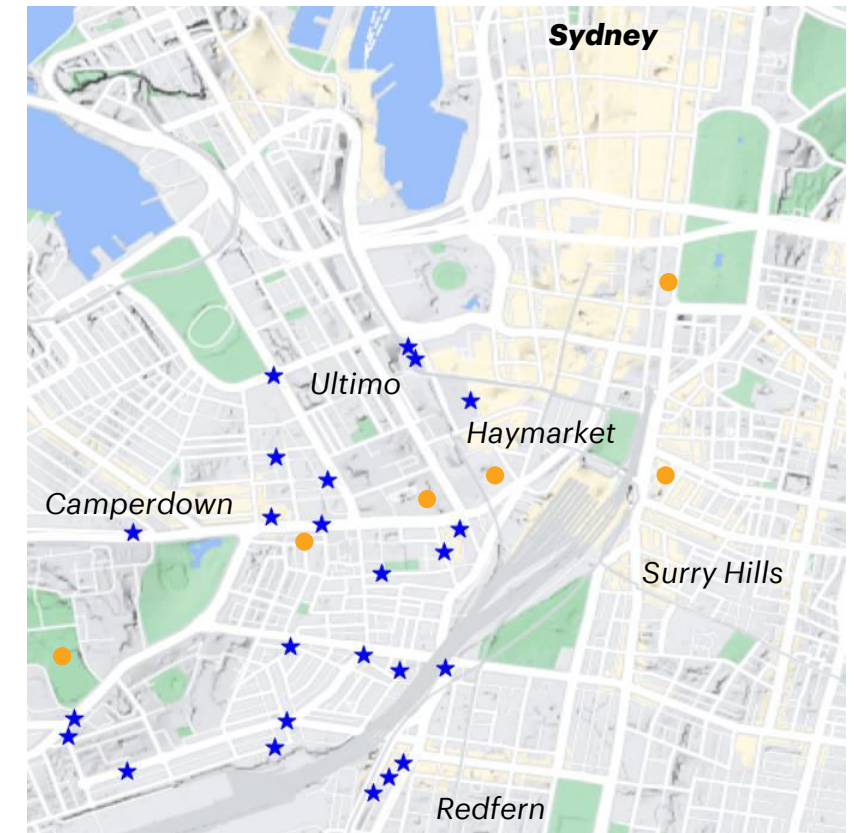 Sydney
Ultimo
Haymarket
Camperdown
Surry Hills
Redfern